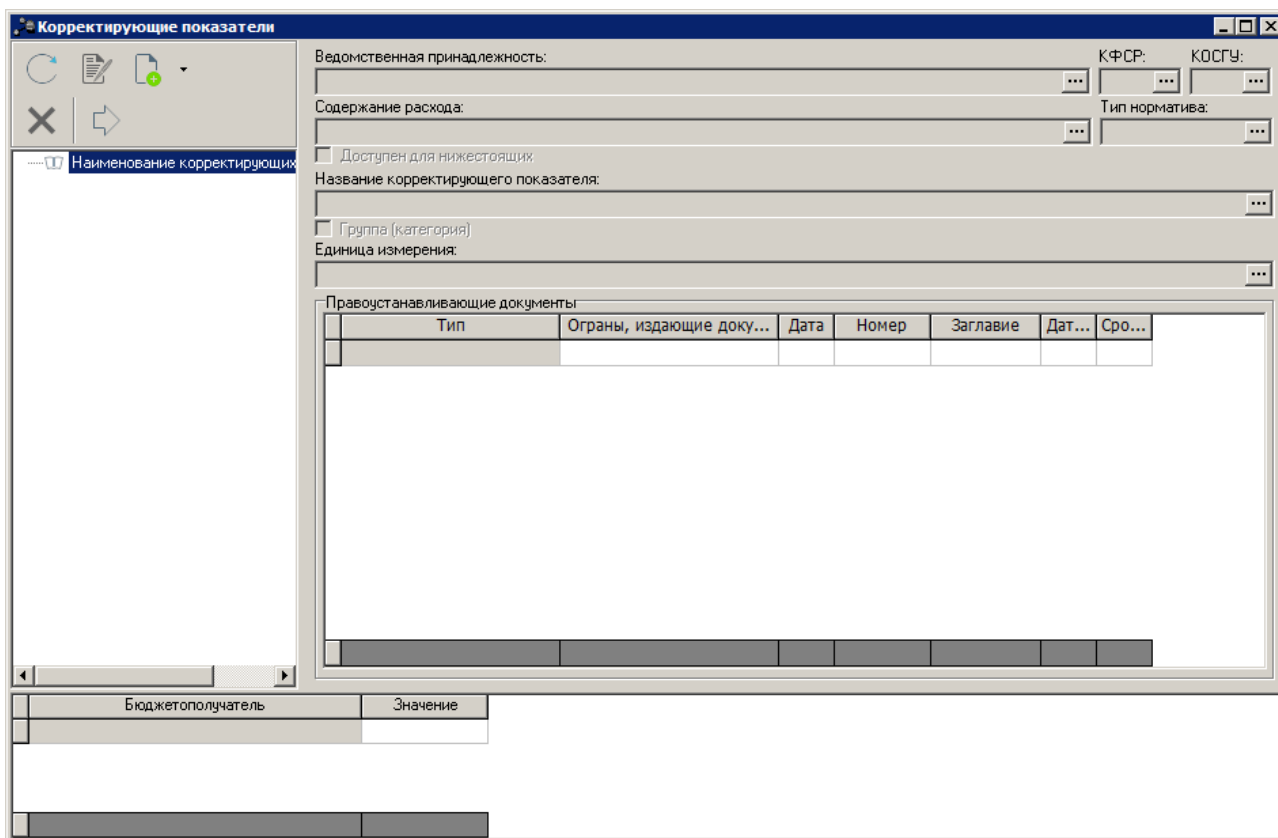 Корректирующие показатели
Ведомственная принадлежность: КФСР: КОСГУ:
Содержание расхода: Тип норматива:
Доступен для нижестоящих
Наименование корректирующих
Название корректирующего показателя:
Группа (категория)
Единица измерения:
Правоустанавливающие документы
Тип Ограны, издающие доку... Дата Номер Заглавие Дат... Сро...
Бюджетополучатель Значение